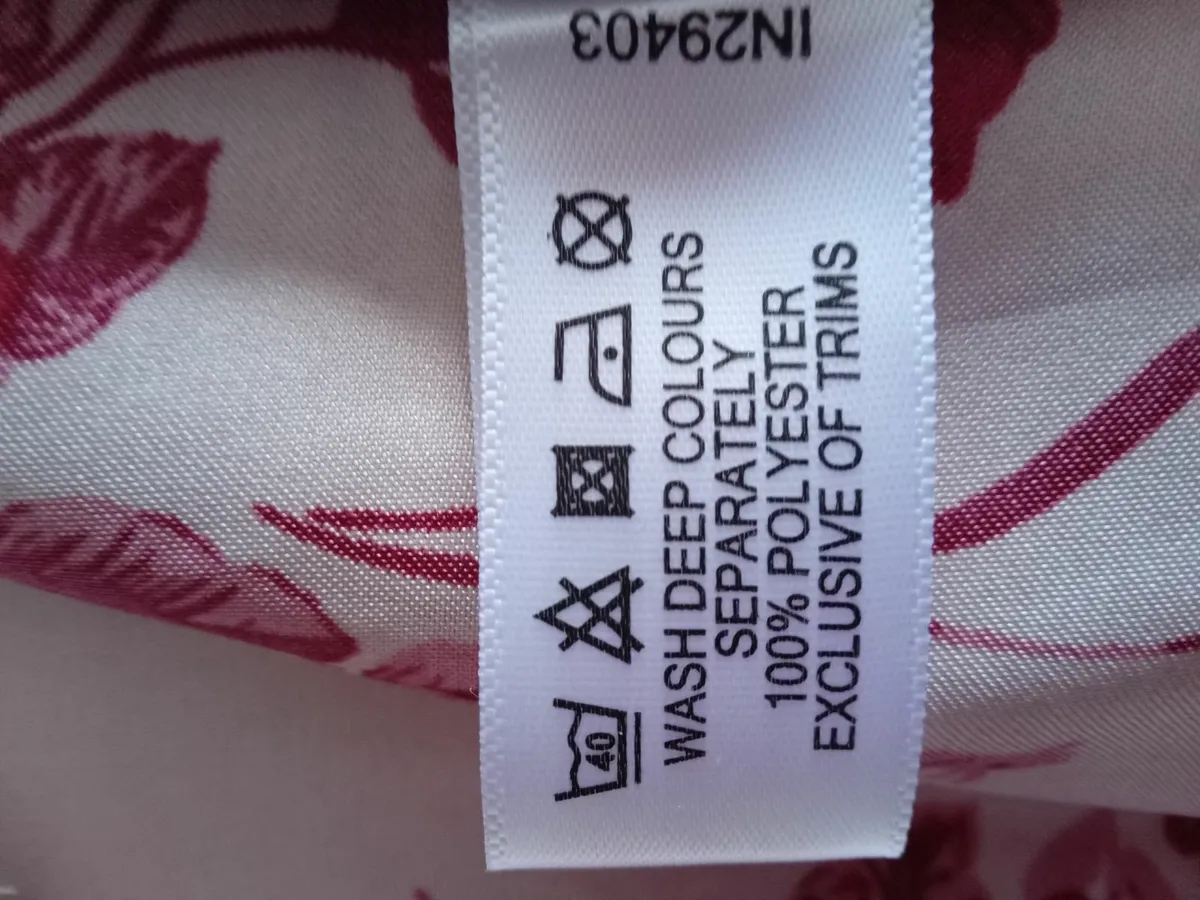 IN29403
40
WASH DEEP COLOURS
SEPARATELY
100% POLYESTER
EXCLUSIVE OF TRIMS